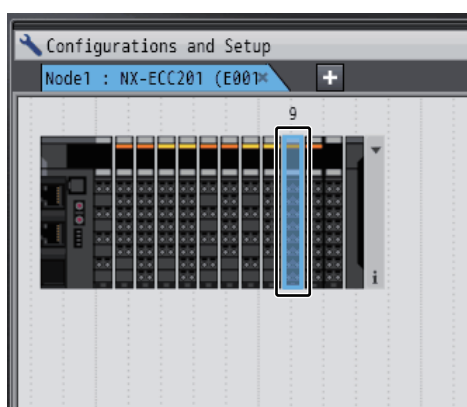 Configurations and Setup
Node1 : NX-ECC201 (E001
9
i